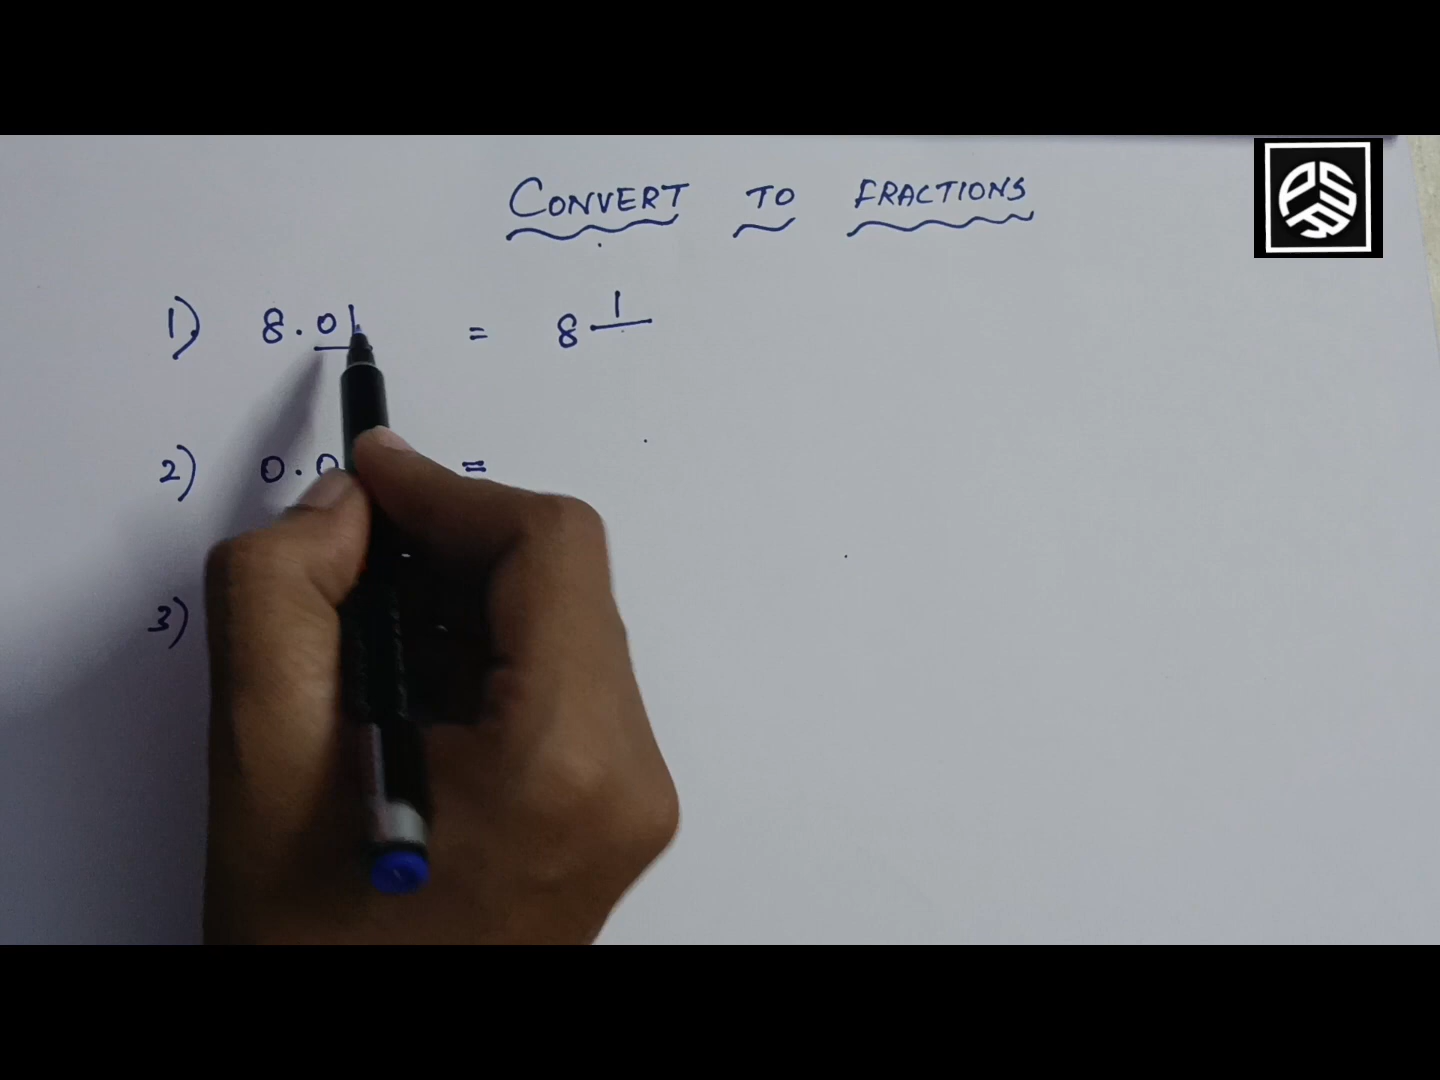 CONVERT TO FRACTIONS
1) 8.01 = 8 1/
2) 0.0 =
3)